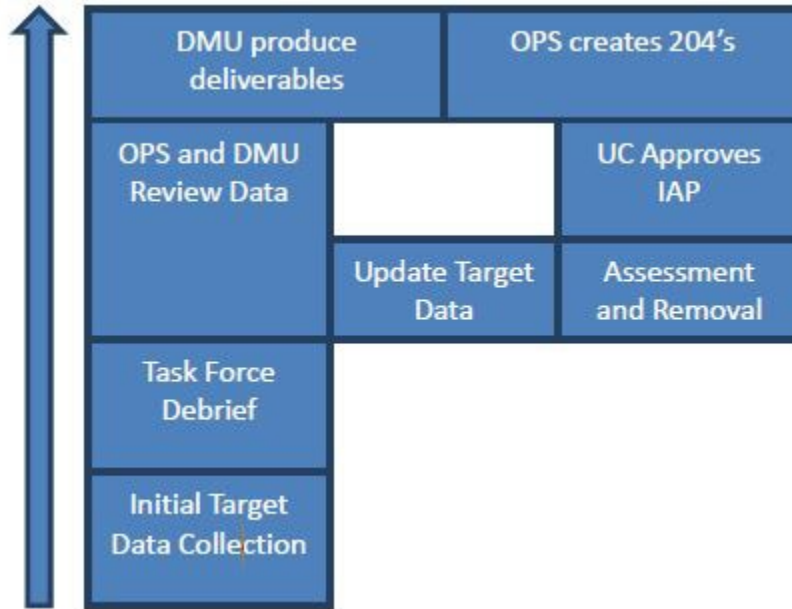 DMU produce
deliverables
OPS creates 204’s
OPS and DMU
Review Data
UC Approves
IAP
Update Target
Data
Assessment
and Removal
Task Force
Debrief
Initial Target
Data Collection